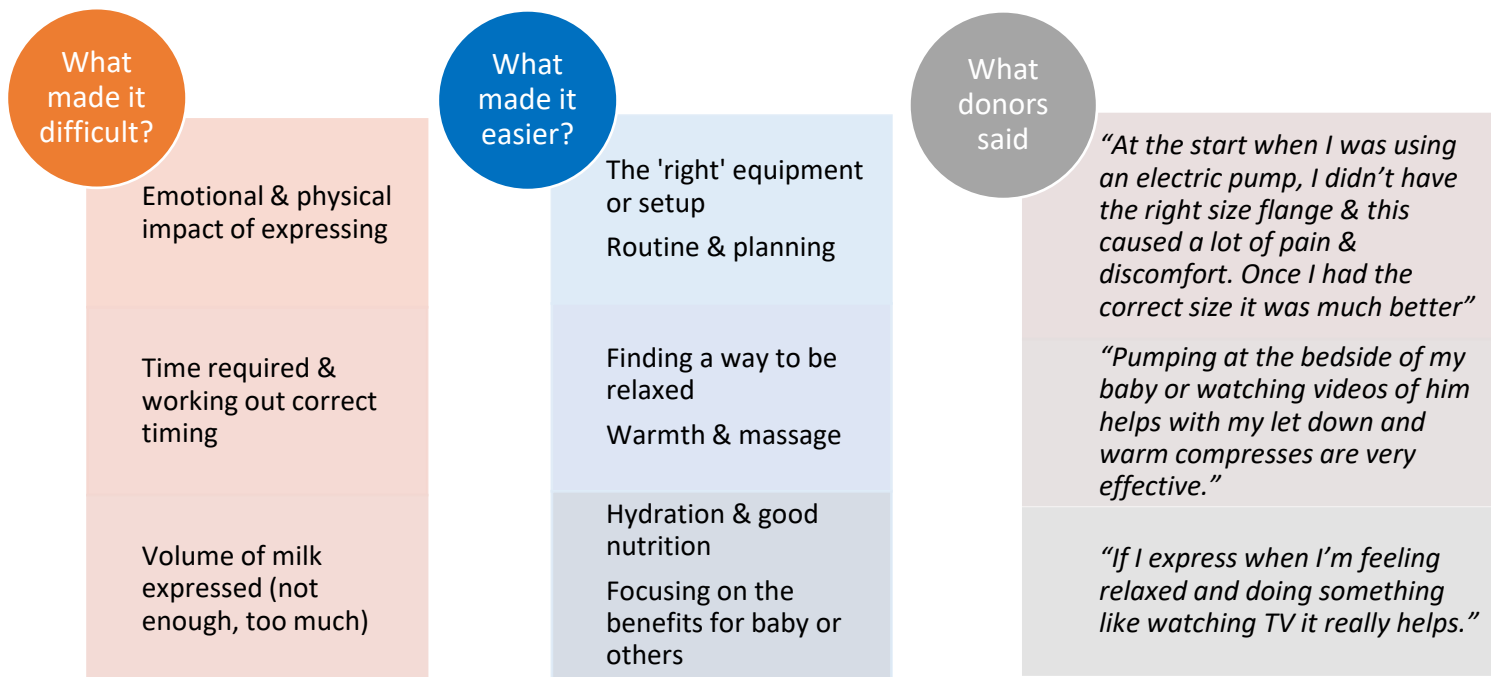 What
made it
difficult?
Emotional & physical
impact of expressing
Time required &
working out correct
timing
Volume of milk
expressed (not
enough, too much)
What
made it
easier?
The 'right' equipment
or setup
Routine & planning
Finding a way to be
relaxed
Warmth & massage
Hydration & good
nutrition
Focusing on the
benefits for baby or
others
What
donors
said
“At the start when I was using
an electric pump, I didn’t have
the right size flange & this
caused a lot of pain &
discomfort. Once I had the
correct size it was much better”
“Pumping at the bedside of my
baby or watching videos of him
helps with my let down and
warm compresses are very
effective.”
“If I express when I’m feeling
relaxed and doing something
like watching TV it really helps.”